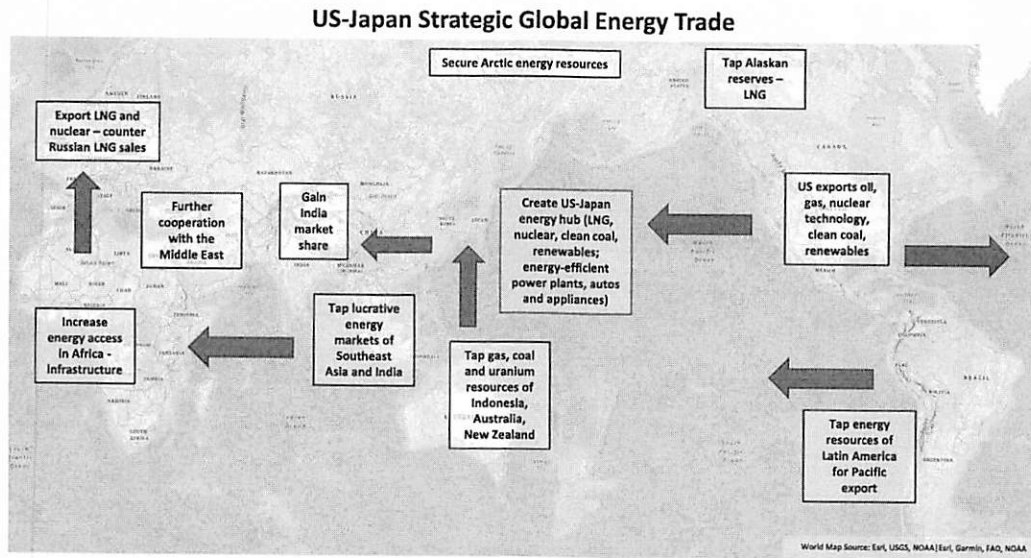 US-Japan Strategic Global Energy Trade
Secure Arctic energy resources
Tap Alaskan
reserves –
LNG
Export LNG and
nuclear – counter
Russian LNG sales
Further
cooperation
with the
Middle East
Gain
India
market
share
Create US-Japan
energy hub (LNG,
nuclear, clean coal,
renewables;
energy-efficient
power plants, autos
and appliances)
US exports oil,
gas, nuclear
technology,
clean coal,
renewables
Increase
energy access
in Africa -
Infrastructure
Tap lucrative
energy
markets of
Southeast
Asia and India
Tap gas, coal
and uranium
resources of
Indonesia,
Australia,
New Zealand
Tap energy
resources of
Latin America
for Pacific
export
RUSSIA
CANADA
MEXICO
BRAZIL
World Map Source: Esri, USGS, NOAA|Esri, Garmin, FAO, NOAA